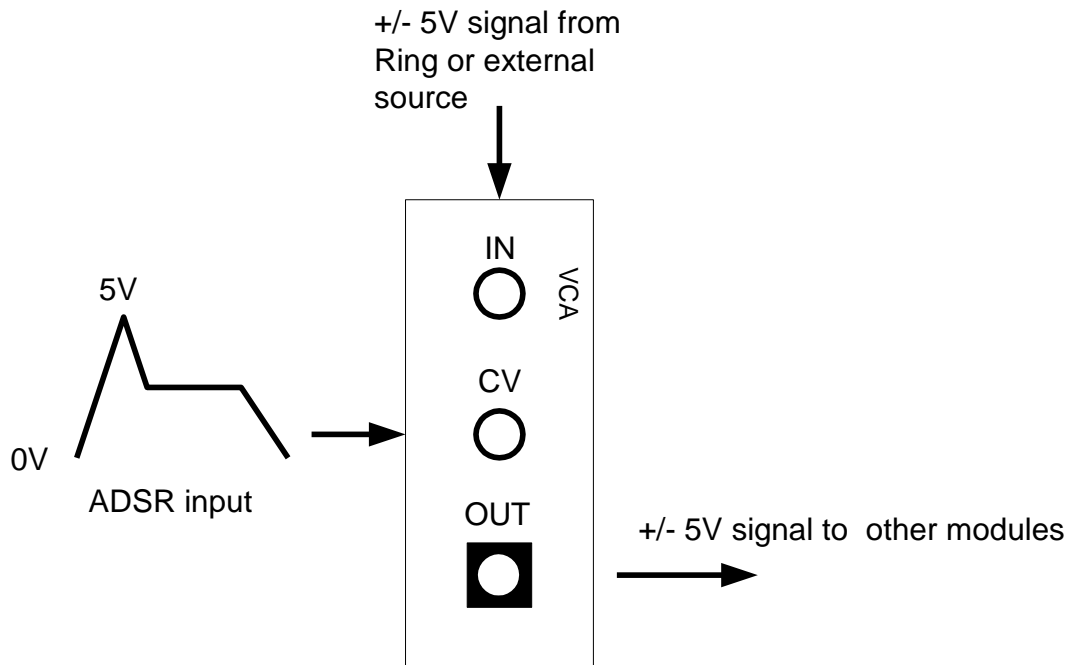 +/- 5V signal from
Ring or external
source
IN
VCA
5V
CV
0V
ADSR input
OUT
+/- 5V signal to  other modules